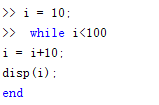 >> i = 10;
>> while i<100
i = i+10;
disp(i);
end